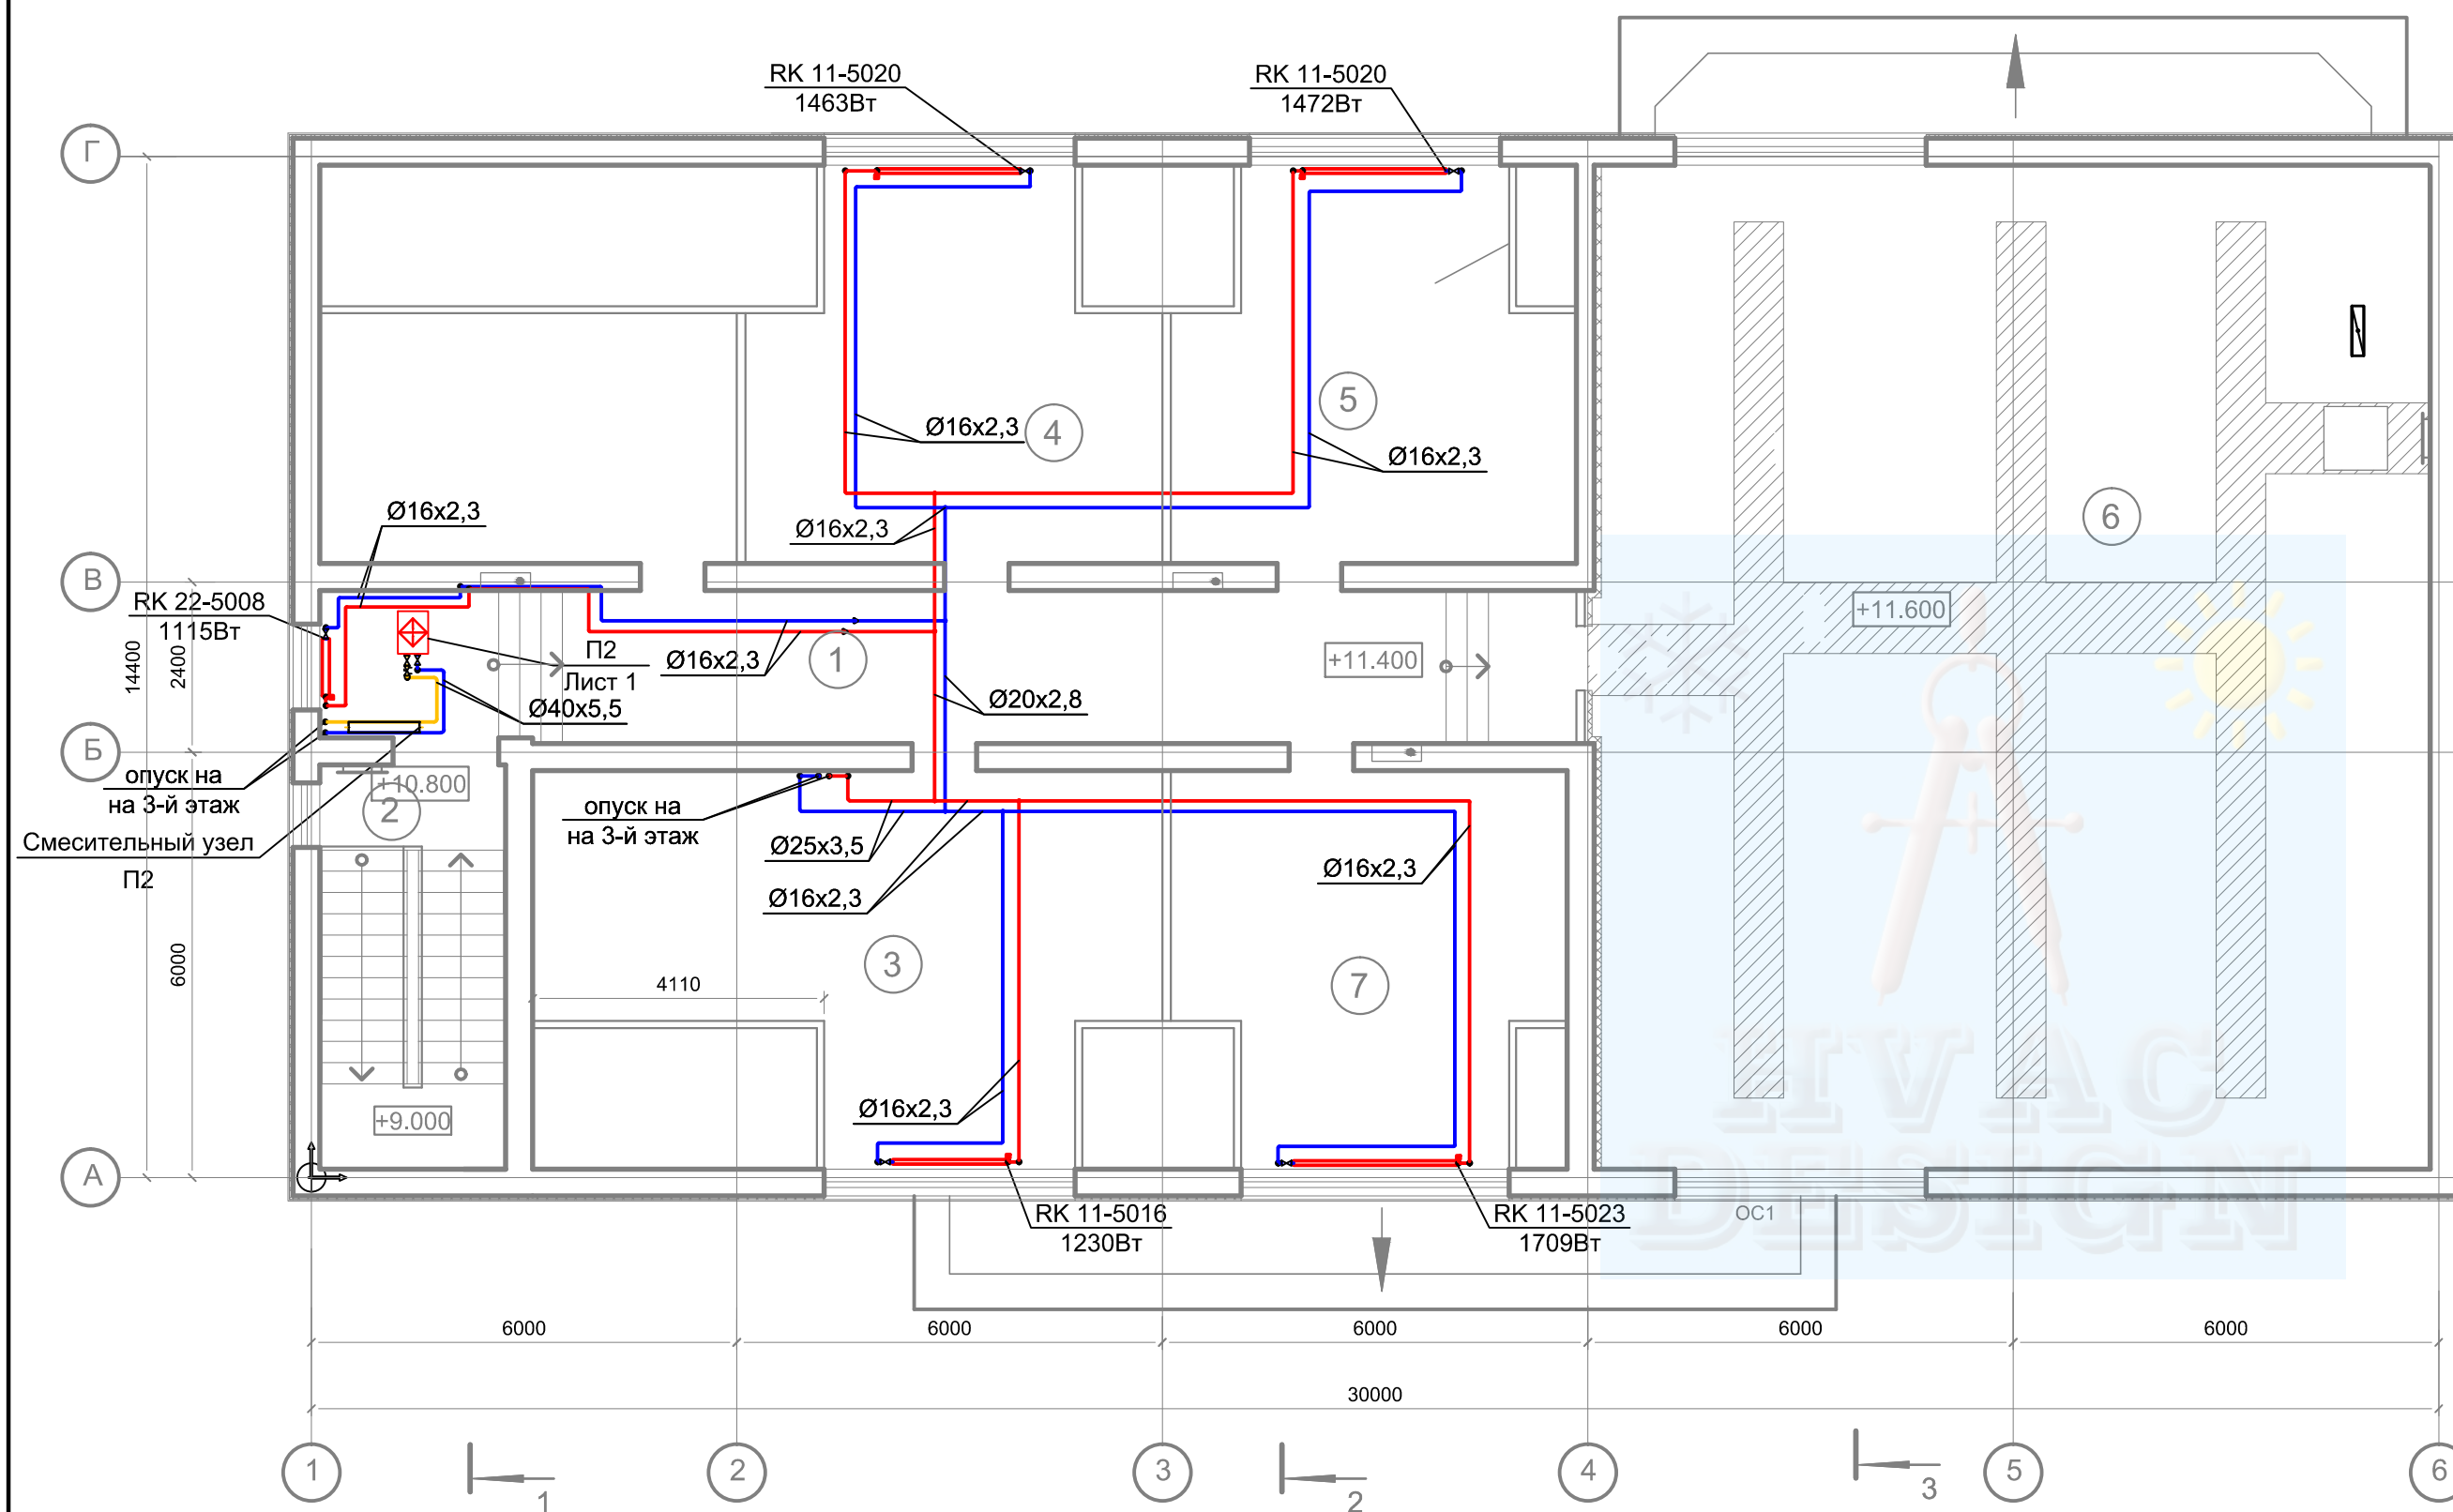 RK 11-5020
1463Вт
RK 11-5020
1472Вт
Г
5
Ø16x2,3
4
Ø16x2,3
Ø16x2,3
Ø16x2,3
6
В
RK 22-5008
1115Вт
+11.600
П2
Лист 1
Ø16x2,3
1
+11.400
14400
2400
Ø40x5,5
Ø20x2,8
Б
опуск на
на 3-й этаж
+10.800
2
опуск на
на 3-й этаж
Смесительный узел
П2
Ø25x3,5
Ø16x2,3
Ø16x2,3
6000
3
4110
7
HVAC
DESIGN
Ø16x2,3
+9.000
А
RK 11-5016
1230Вт
RK 11-5023
1709Вт
ОС1
6000
6000
6000
6000
6000
30000
1
2
3
4
5
6
1
2
3